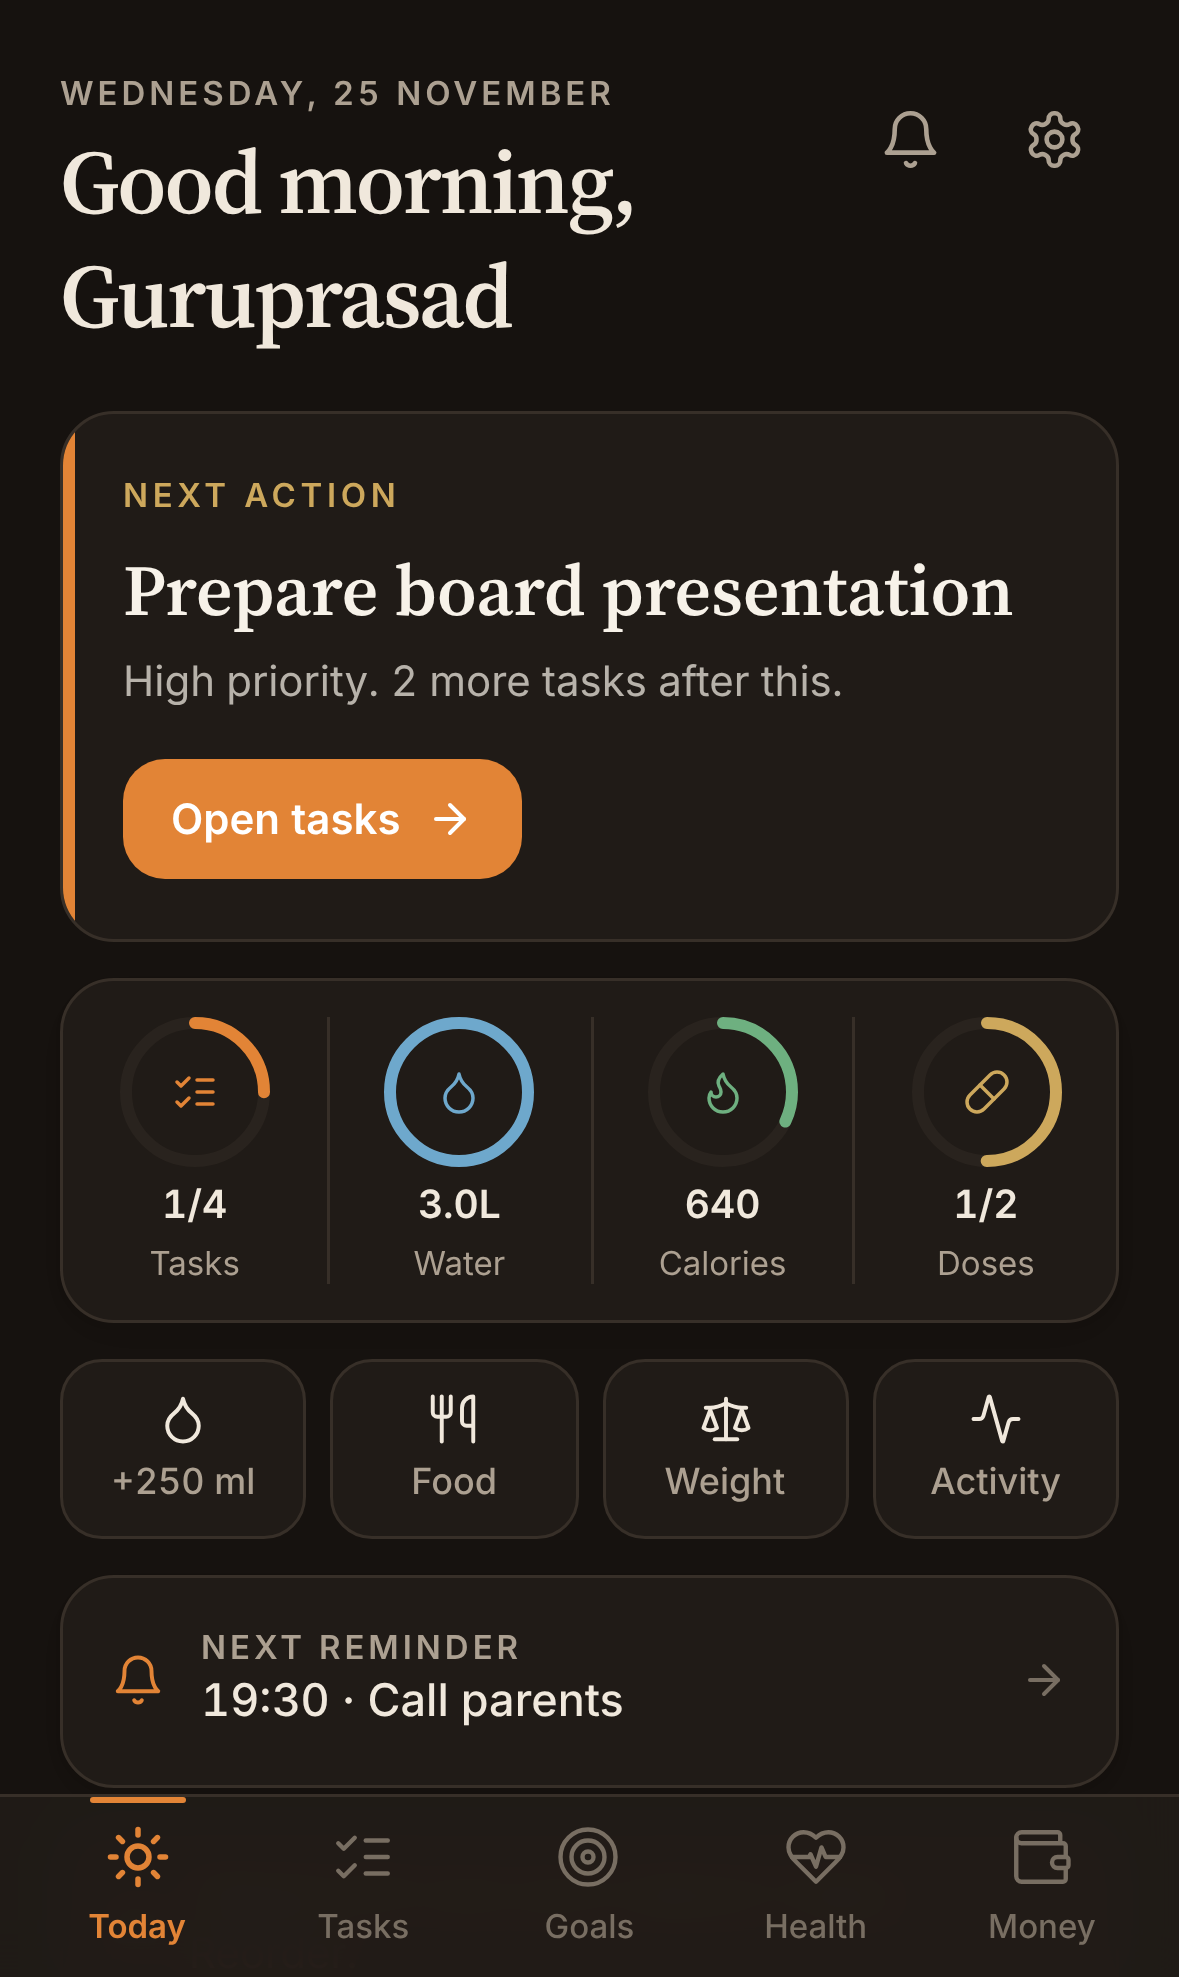 WEDNESDAY, 25 NOVEMBER
Good morning,
Guruprasad
NEXT ACTION
Prepare board presentation
High priority. 2 more tasks after this.
Open tasks
1/4
Tasks
3.0L
Water
640
Calories
1/2
Doses
+250 ml
Food
Weight
Activity
NEXT REMINDER
19:30 · Call parents
Today
Tasks
Goals
Health
Money